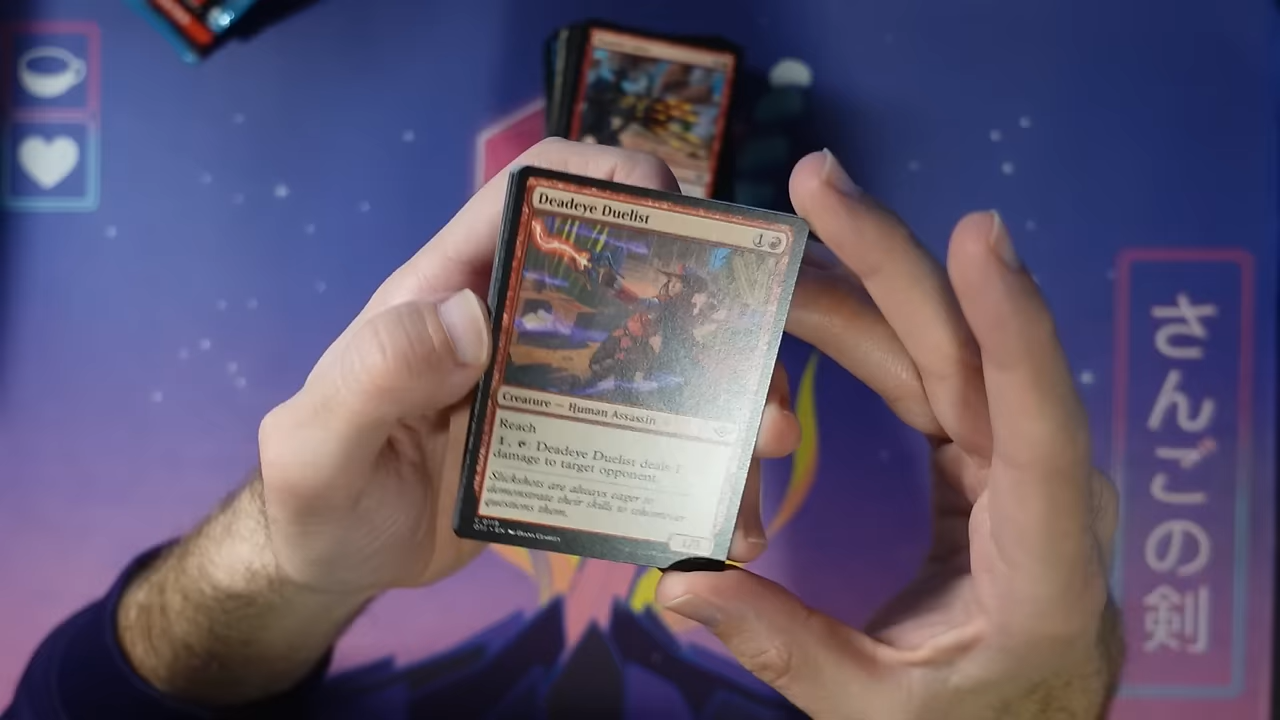 Deadeye Duelist
1
Creature — Human Assassin
Reach
1, : Deadeye Duelist deals 1
damage to target opponent.
Slickshots are always eager to
demonstrate their skills to whomever
questions them.
EN
さんごの剣